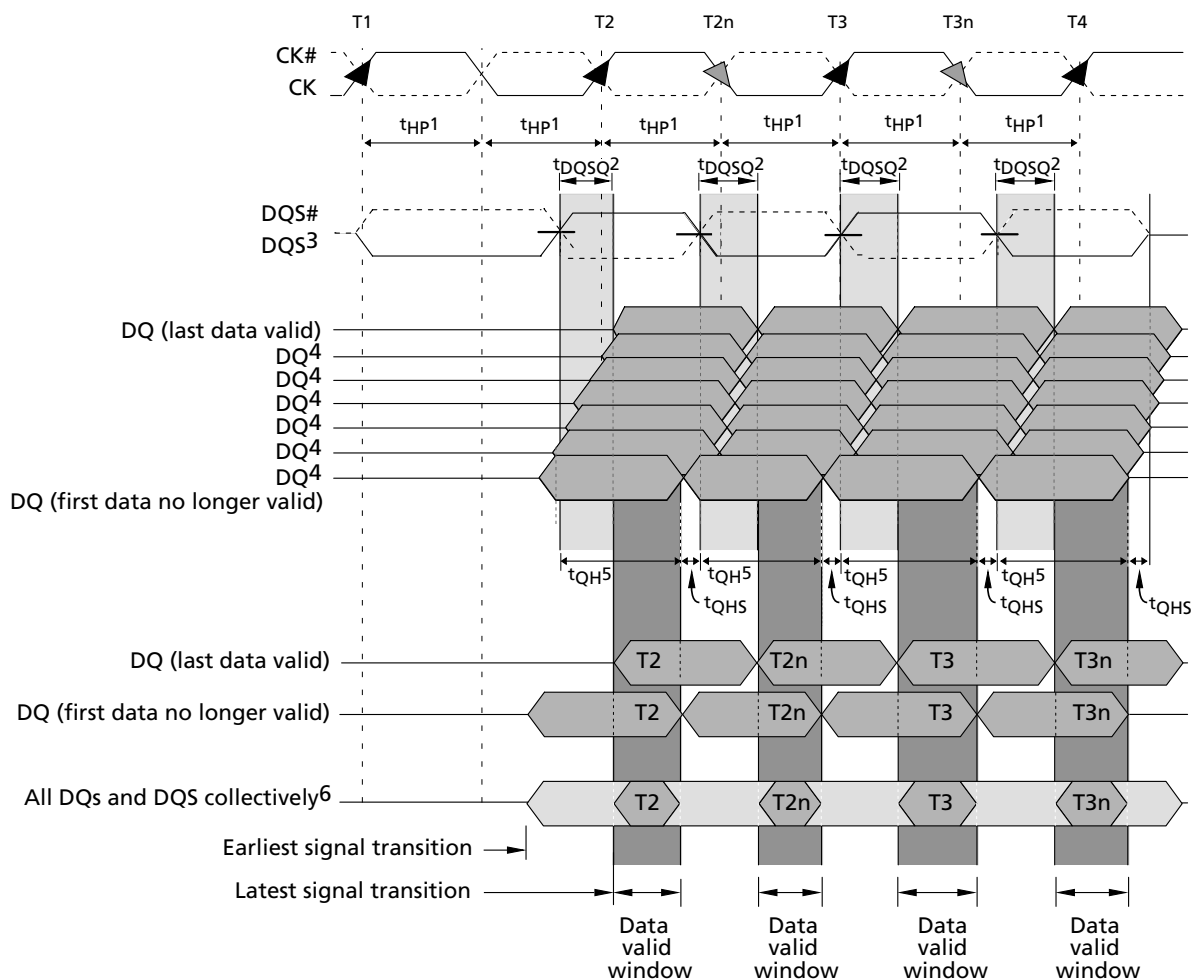 T1 T2 T2n T3 T3n T4
CK#
CK
tHP1 tHP1 tHP1 tHP1 tHP1 tHP1
tDQSQ2 tDQSQ2 tDQSQ2 tDQSQ2
DQS#
DQS3
DQ (last data valid)
DQ4
DQ4
DQ4
DQ4
DQ4
DQ4
DQ (first data no longer valid)
tQH5 tQH5 tQH5 tQH5
tQHS tQHS tQHS tQHS
DQ (last data valid) T2 T2n T3 T3n
DQ (first data no longer valid) T2 T2n T3 T3n
All DQs and DQS collectively6 T2 T2n T3 T3n
Earliest signal transition
Latest signal transition
Data valid window
Data valid window
Data valid window
Data valid window